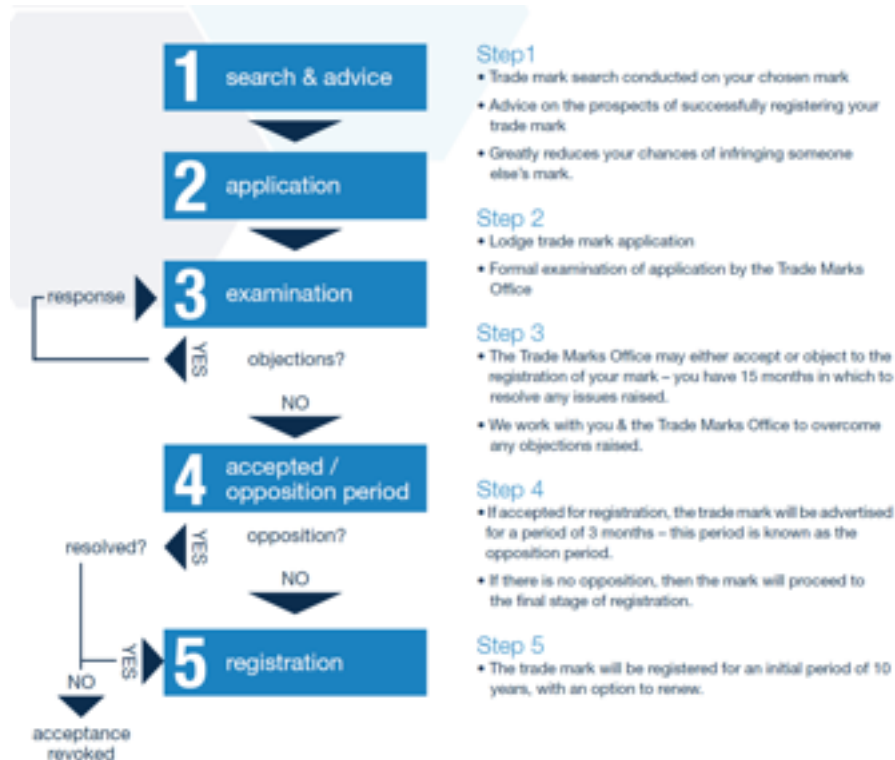 1 search & advice
2 application
3 examination
response
YES
objections?
NO
4 accepted /
opposition period
resolved?
YES
opposition?
NO
5 registration
YES
NO
acceptance
revoked
Step1
• Trade mark search conducted on your chosen mark
• Advice on the prospects of successfully registering your
trade mark
• Greatly reduces your chances of infringing someone
else's mark.
Step 2
• Lodge trade mark application
• Formal examination of application by the Trade Marks
Office
Step 3
• The Trade Marks Office may either accept or object to the
registration of your mark – you have 15 months in which to
resolve any issues raised.
• We work with you & the Trade Marks Office to overcome
any objections raised.
Step 4
• If accepted for registration, the trade mark will be advertised
for a period of 3 months – this period is known as the
opposition period.
• If there is no opposition, then the mark will proceed to
the final stage of registration.
Step 5
• The trade mark will be registered for an initial period of 10
years, with an option to renew.